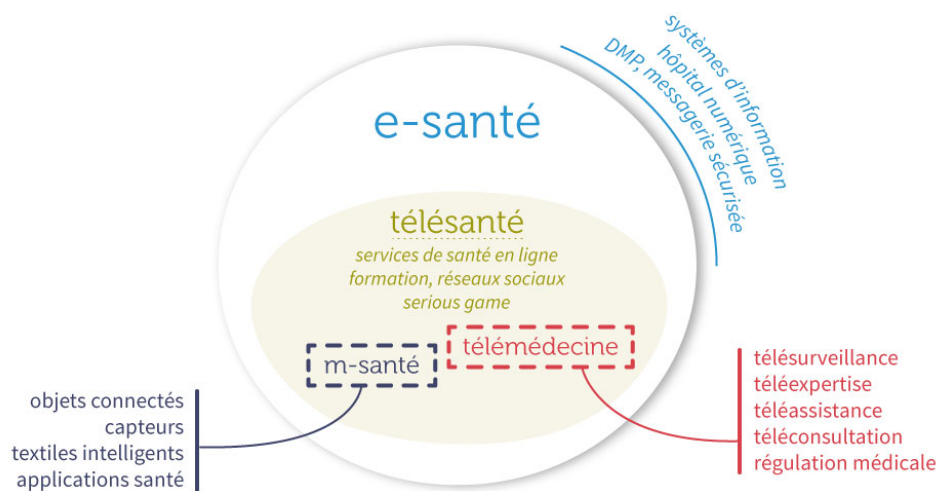 systèmes d'information
hôpital numérique
DMP, messagerie sécurisée
e-santé
télésanté
services de santé en ligne
formation, réseaux sociaux
serious game
m-santé
télémédecine
objets connectés
capteurs
textiles intelligents
applications santé
télésurveillance
téléexpertise
téléassistance
téléconsultation
régulation médicale